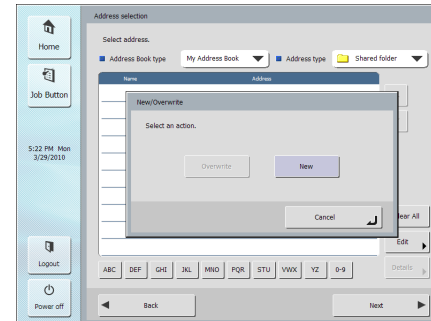 Address selection
Home
Select address.
Address Book type
My Address Book
Address type
Shared folder
Job Button
Name
Address
New/Overwrite
Select an action.
5:22 PM Mon
3/29/2010
Overwrite
New
Cancel
lear All
Edit
Logout
ABC
DEF
GHI
JKL
MNO
PQR
STU
VWX
YZ
0-9
Details
Power off
Back
Next